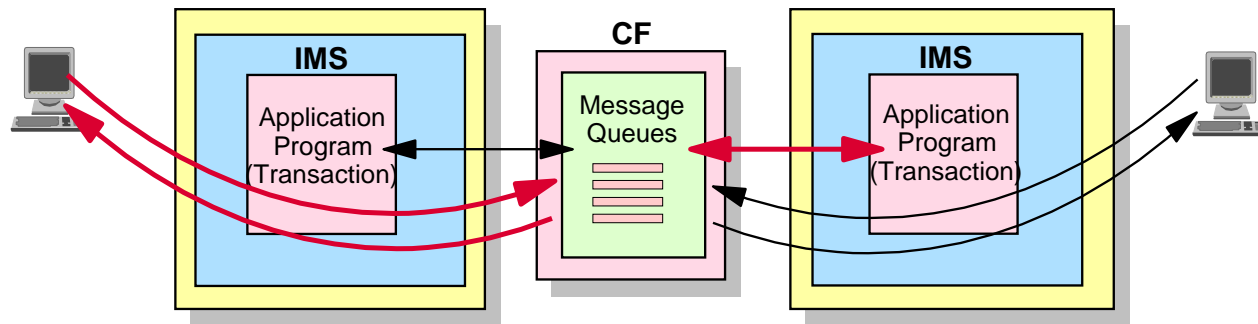 IMS
Application
Program
(Transaction)
CF
Message
Queues
IMS
Application
Program
(Transaction)